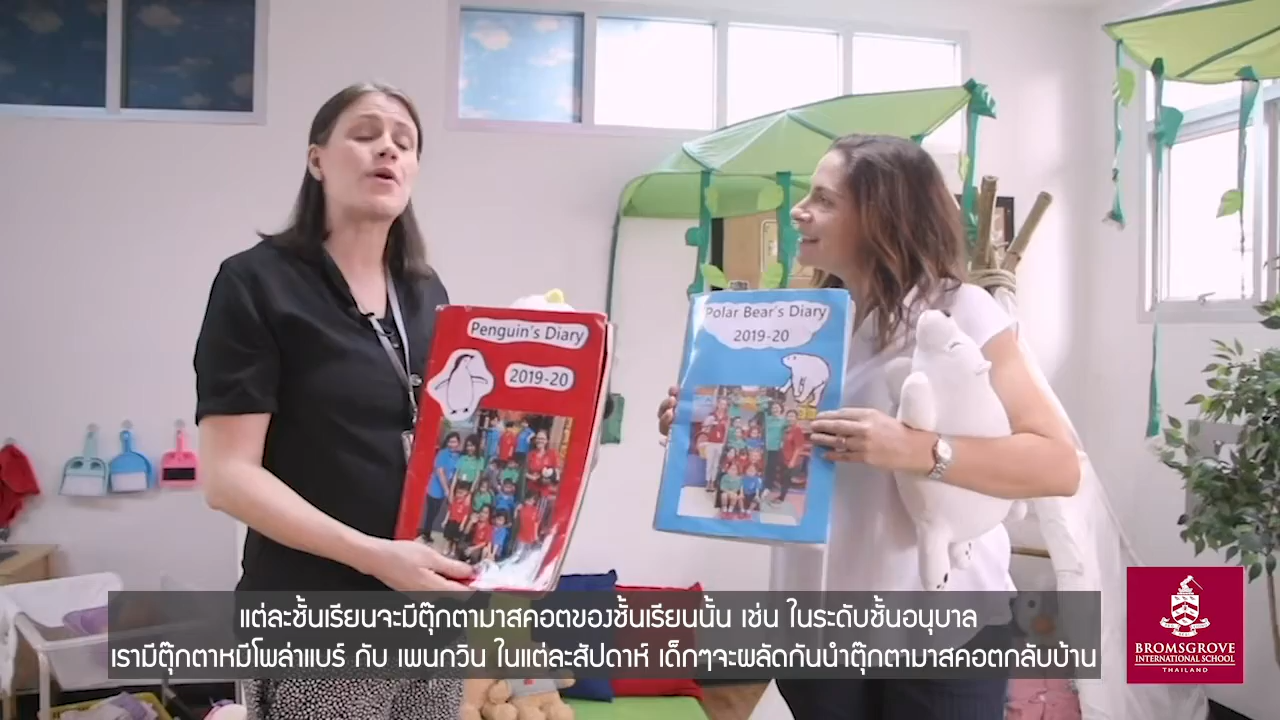 Penguin's Diary
2019-20
Polar Bear's Diary
2019-20
แต่ละชั้นเรียนจะมีตุ๊กตามาสคอตของชั้นเรียนนั้น เช่น ในระดับชั้นอนุบาล
เรามีตุ๊กตาหมีโพล่าแบร์ กับ เพนกวิน ในแต่ละสัปดาห์ เด็กๆจะผลัดกันนำตุ๊กตามาสคอตกลับบ้าน
BROMSGROVE
INTERNATIONAL SCHOOL
THAILAND